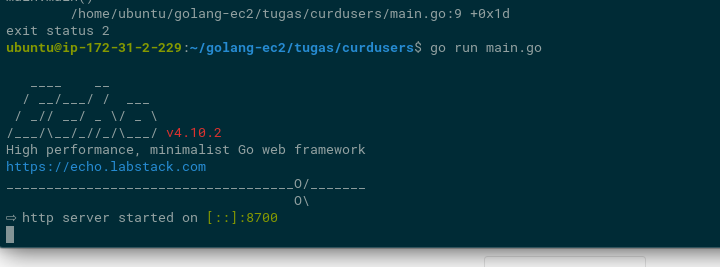 /home/ubuntu/golang-ec2/tugas/curdusers/main.go:9 +0x1d
exit status 2
ubuntu@ip-172-31-2-229:~/golang-ec2/tugas/curdusers$ go run main.go
   ____    __
  / __/___/ /  ___
 / _// __/ _ \/ _ \
/___/\__/_//_/\___/ v4.10.2
High performance, minimalist Go web framework
https://echo.labstack.com
____________________________________O/_______
                                    O\
⇨ http server started on [::]:8700